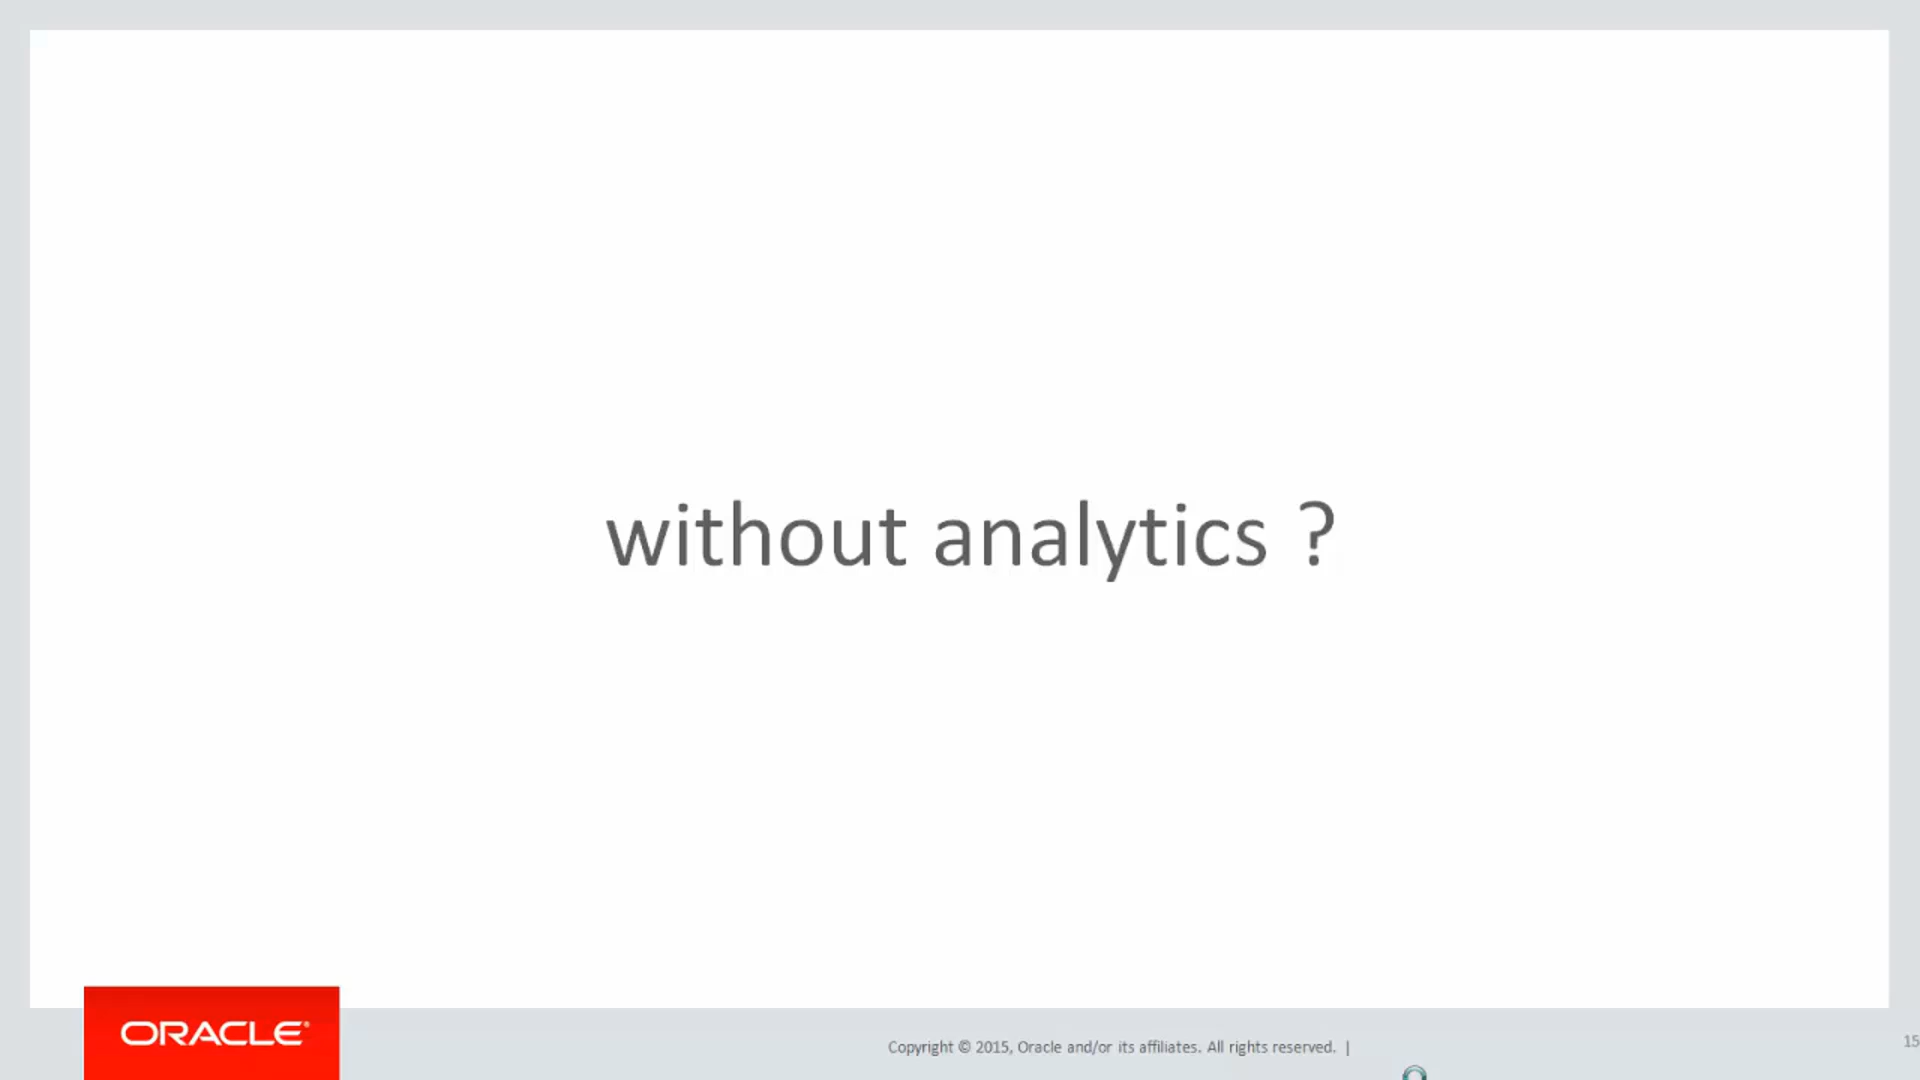 without analytics ?
ORACLE®
Copyright © 2015, Oracle and/or its affiliates. All rights reserved. |
15